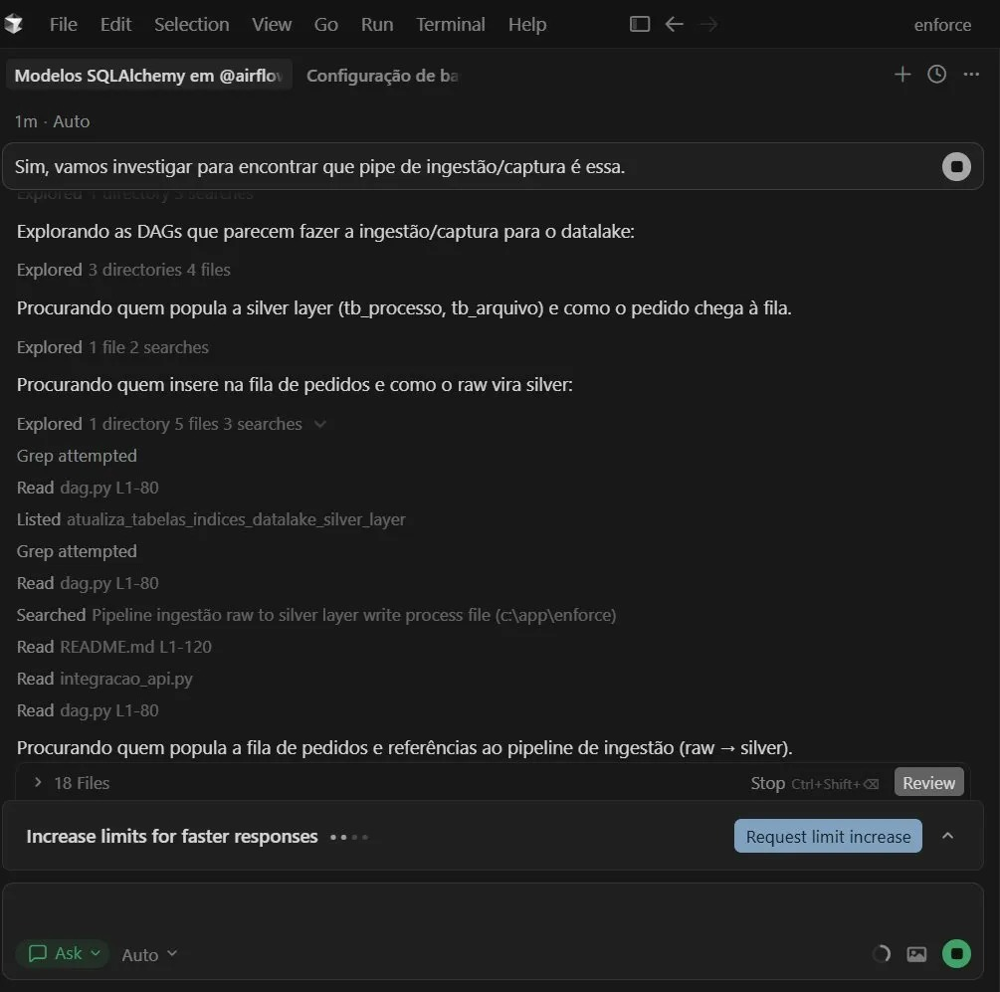 File Edit Selection View Go Run Terminal Help enforce
Modelos SQLAlchemy em @airflow Configuração de ba
1m · Auto
Sim, vamos investigar para encontrar que pipe de ingestão/captura é essa.
Explored 1 directory 3 searches
Explorando as DAGs que parecem fazer a ingestão/captura para o datalake:
Explored 3 directories 4 files
Procurando quem popula a silver layer (tb_processo, tb_arquivo) e como o pedido chega à fila.
Explored 1 file 2 searches
Procurando quem insere na fila de pedidos e como o raw vira silver:
Explored 1 directory 5 files 3 searches
Grep attempted
Read dag.py L1-80
Listed atualiza_tabelas_indices_datalake_silver_layer
Grep attempted
Read dag.py L1-80
Searched Pipeline ingestão raw to silver layer write process file (c:\app\enforce)
Read README.md L1-120
Read integracao_api.py
Read dag.py L1-80
Procurando quem popula a fila de pedidos e referências ao pipeline de ingestão (raw → silver).
18 Files Stop Ctrl+Shift+⌫ Review
Increase limits for faster responses Request limit increase
Ask Auto